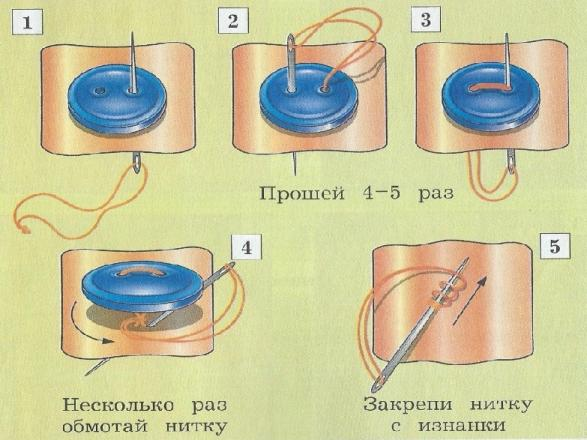 1
2
3
Прошей 4–5 раз
4
5
Несколько раз
обмотай нитку
Закрепи нитку
с изнанки